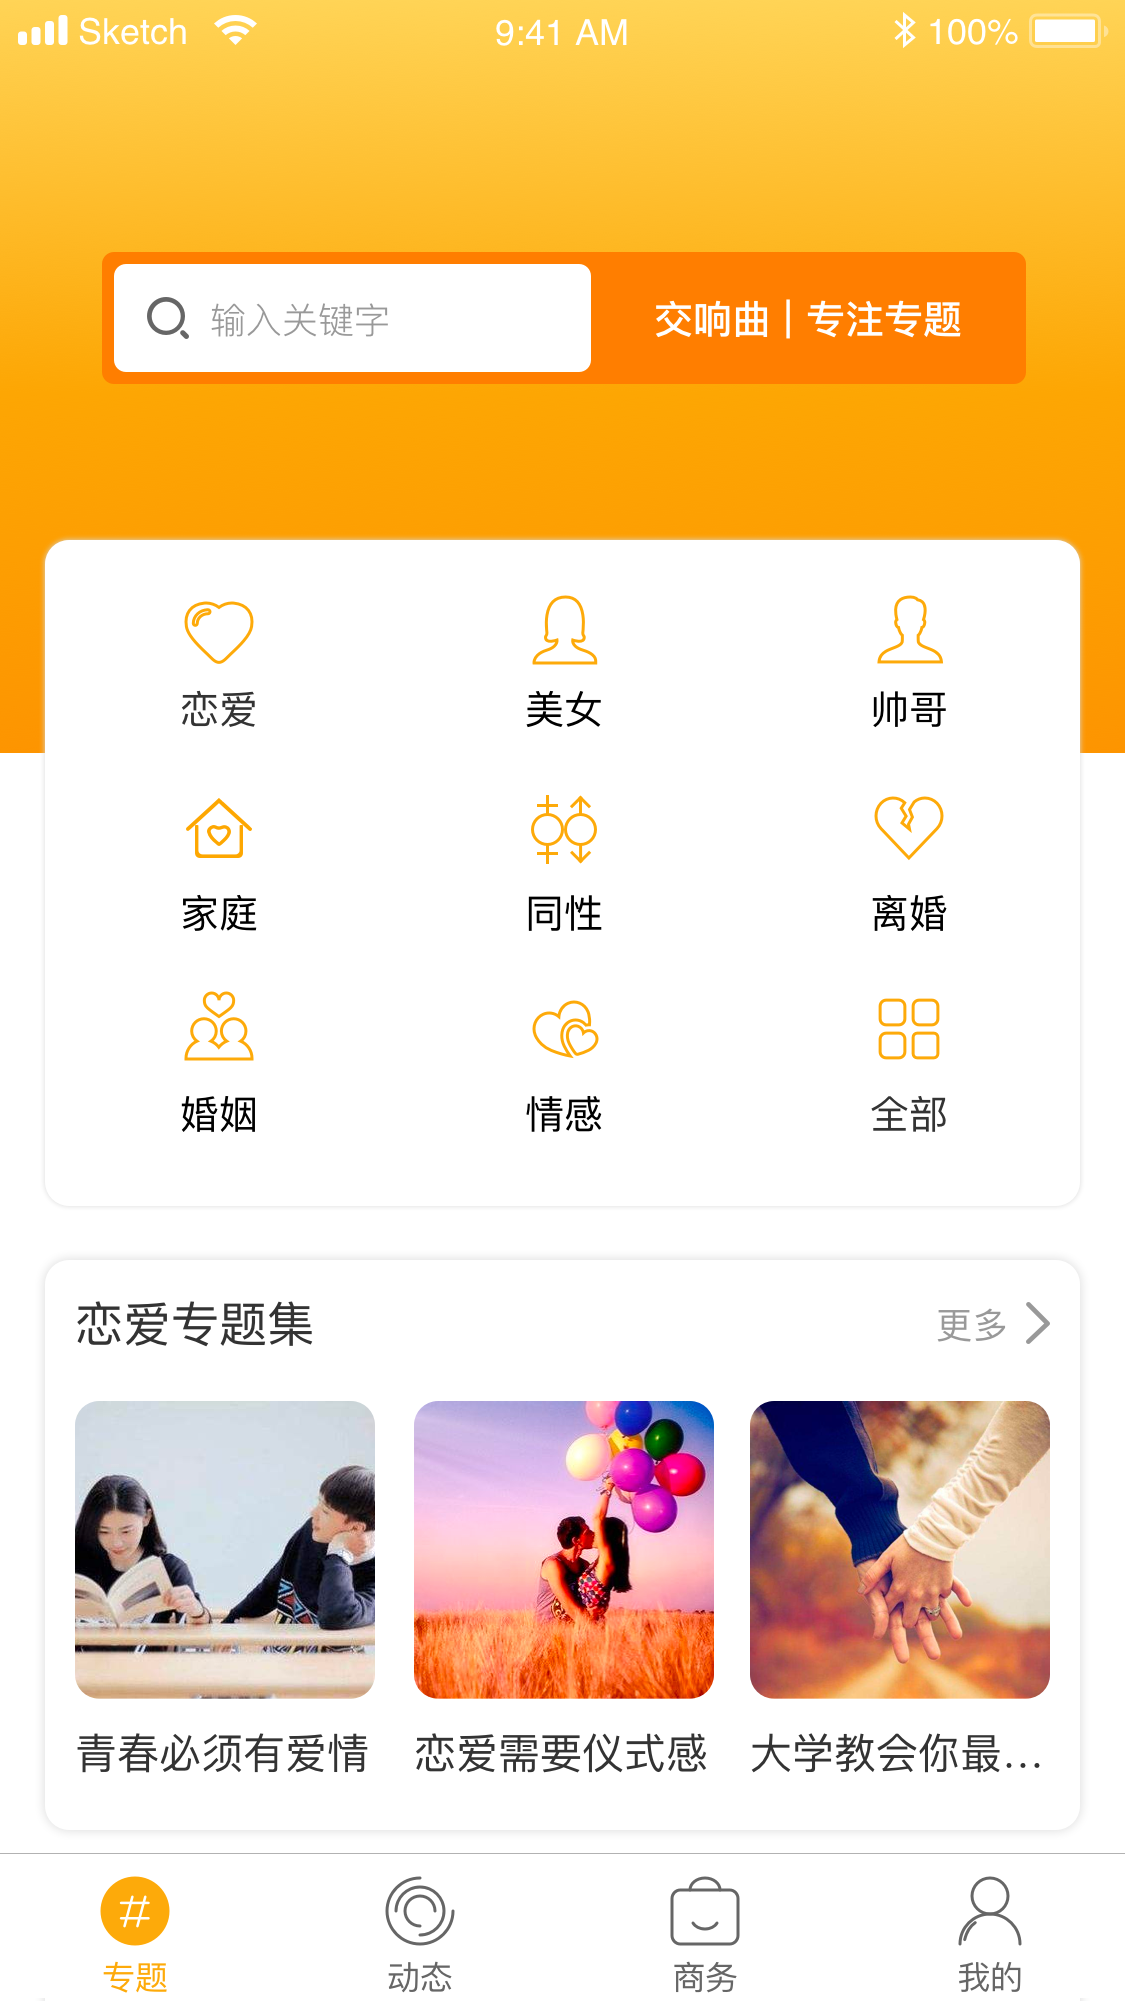 Sketch 9:41 AM 100%
输入关键字 交响曲 | 专注专题
恋爱 美女 帅哥
家庭 同性 离婚
婚姻 情感 全部
恋爱专题集 更多
青春必须有爱情 恋爱需要仪式感 大学教会你最...
#
专题 动态 商务 我的